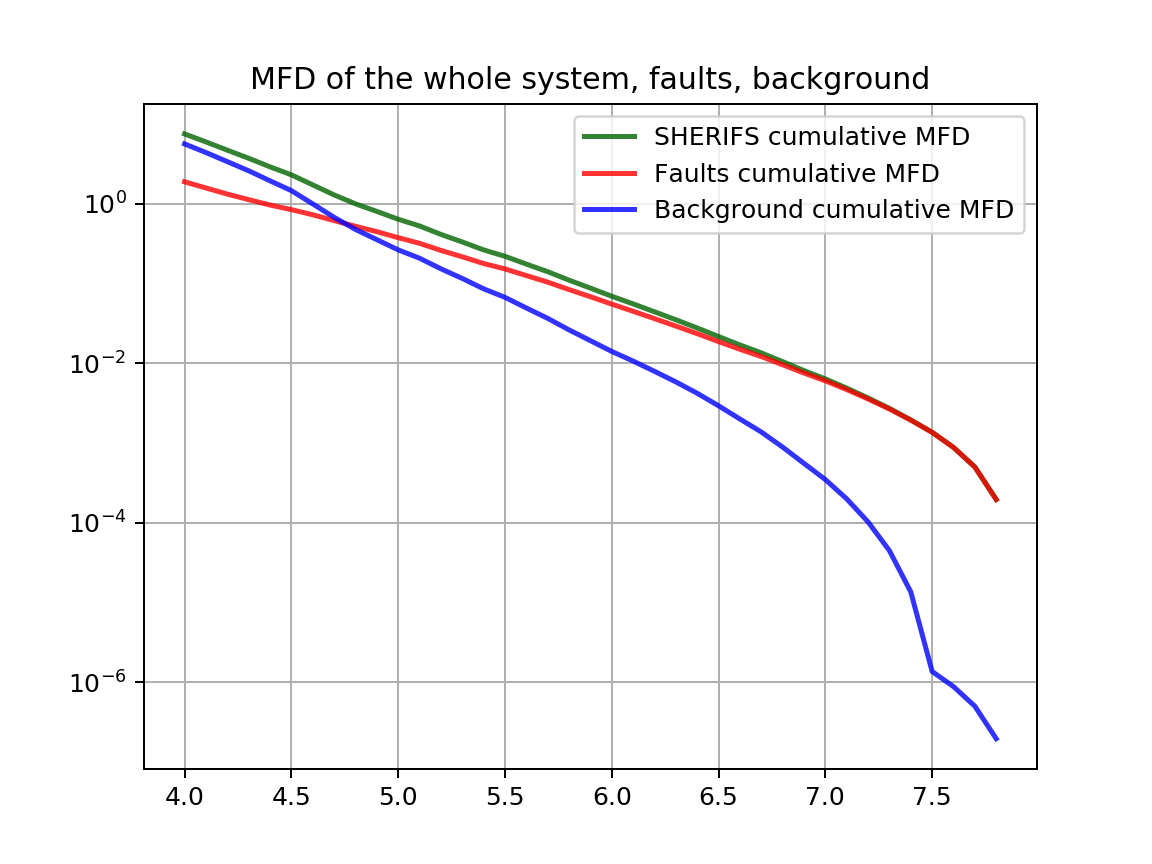 MFD of the whole system, faults, background
SHERIFS cumulative MFD
Faults cumulative MFD
Background cumulative MFD
10⁰
10⁻²
10⁻⁴
10⁻⁶
4.0 4.5 5.0 5.5 6.0 6.5 7.0 7.5